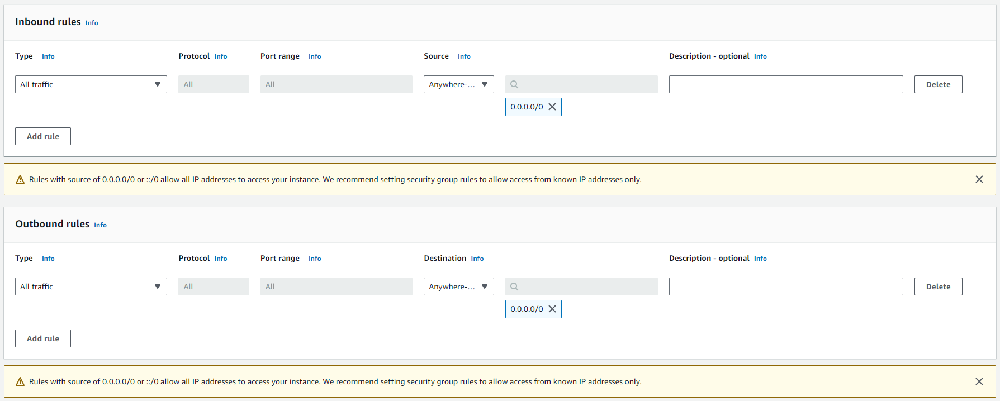 Inbound rules Info
Type Info Protocol Info Port range Info Source Info Description - optional Info
All traffic All All Anywhere-... Delete
0.0.0.0/0
Add rule
Rules with source of 0.0.0.0/0 or ::/0 allow all IP addresses to access your instance. We recommend setting security group rules to allow access from known IP addresses only.
Outbound rules Info
Type Info Protocol Info Port range Info Destination Info Description - optional Info
All traffic All All Anywhere-... Delete
0.0.0.0/0
Add rule
Rules with source of 0.0.0.0/0 or ::/0 allow all IP addresses to access your instance. We recommend setting security group rules to allow access from known IP addresses only.